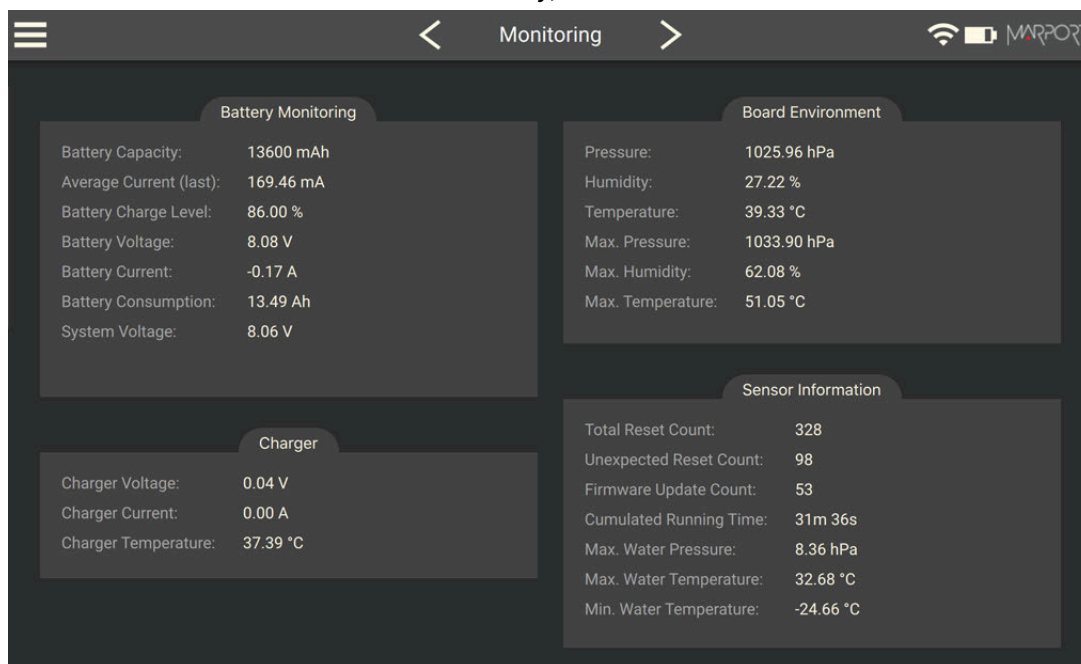 Monitoring
MARPORT
Battery Monitoring
Battery Capacity: 13600 mAh
Average Current (last): 169.46 mA
Battery Charge Level: 86.00 %
Battery Voltage: 8.08 V
Battery Current: -0.17 A
Battery Consumption: 13.49 Ah
System Voltage: 8.06 V
Charger
Charger Voltage: 0.04 V
Charger Current: 0.00 A
Charger Temperature: 37.39 °C
Board Environment
Pressure: 1025.96 hPa
Humidity: 27.22 %
Temperature: 39.33 °C
Max. Pressure: 1033.90 hPa
Max. Humidity: 62.08 %
Max. Temperature: 51.05 °C
Sensor Information
Total Reset Count: 328
Unexpected Reset Count: 98
Firmware Update Count: 53
Cumulated Running Time: 31m 36s
Max. Water Pressure: 8.36 hPa
Max. Water Temperature: 32.68 °C
Min. Water Temperature: -24.66 °C